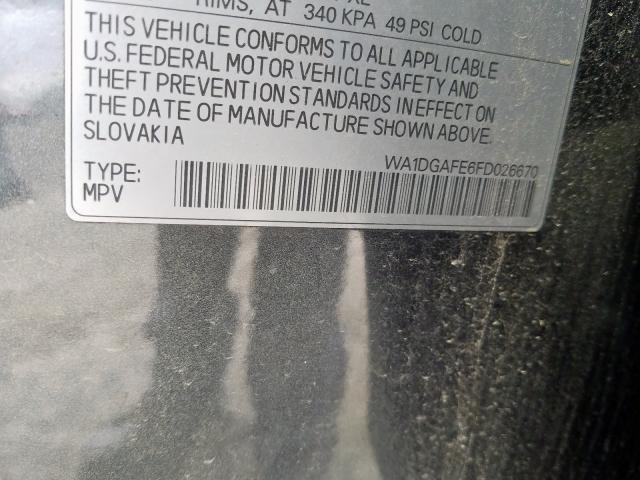 RIMS, AT 340 KPA 49 PSI COLD
THIS VEHICLE CONFORMS TO ALL APPLICABLE
U.S. FEDERAL MOTOR VEHICLE SAFETY AND
THEFT PREVENTION STANDARDS IN EFFECT ON
THE DATE OF MANUFACTURE SHOWN ABOVE.
SLOVAKIA
WA1DGAFE6FD026670
TYPE:
MPV